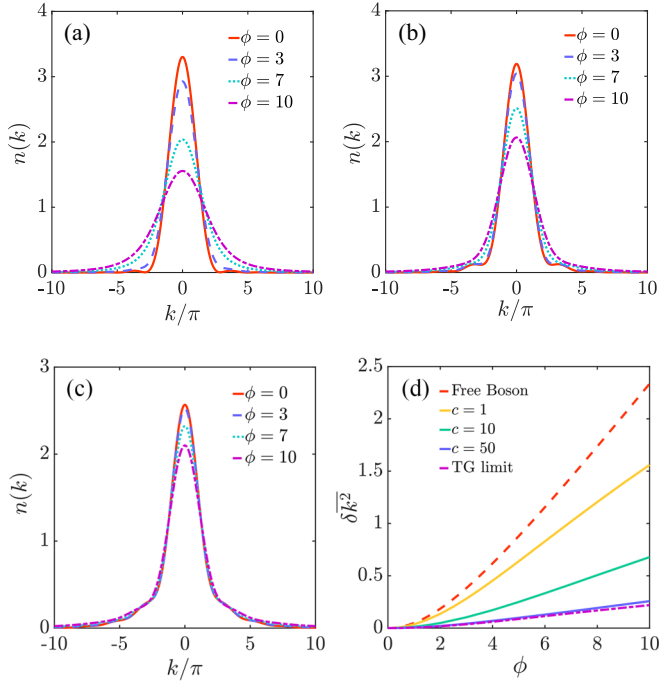 (a)
ϕ = 0
ϕ = 3
ϕ = 7
ϕ = 10
n(k)
4
3
2
1
0
-10 -5 0 5 10
k/π
(b)
ϕ = 0
ϕ = 3
ϕ = 7
ϕ = 10
n(k)
4
3
2
1
0
-10 -5 0 5 10
k/π
(c)
ϕ = 0
ϕ = 3
ϕ = 7
ϕ = 10
n(k)
3
2
1
0
-10 -5 0 5 10
k/π
(d)
Free Boson
c = 1
c = 10
c = 50
TG limit
$\overline{\delta k^2}$
2.5
2
1.5
1
0.5
0
0 2 4 6 8 10
ϕ